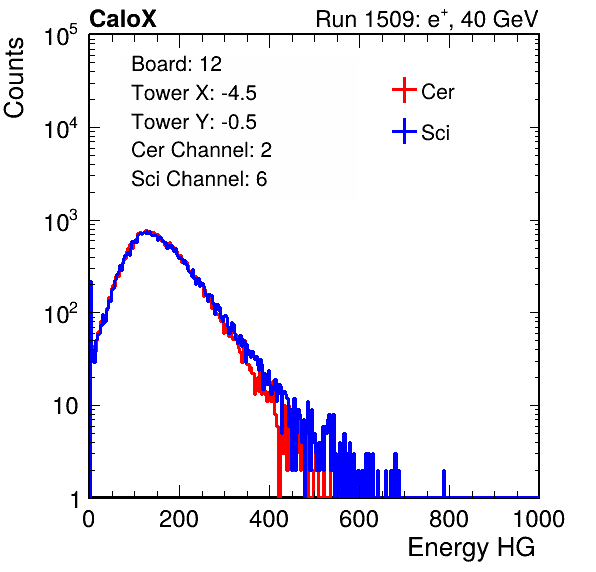 CaloX Run 1509: e⁺, 40 GeV
Counts
10⁵
10⁴
10³
10²
10
1
Board: 12
Tower X: -4.5
Tower Y: -0.5
Cer Channel: 2
Sci Channel: 6
Cer
Sci
0 200 400 600 800 1000
Energy HG